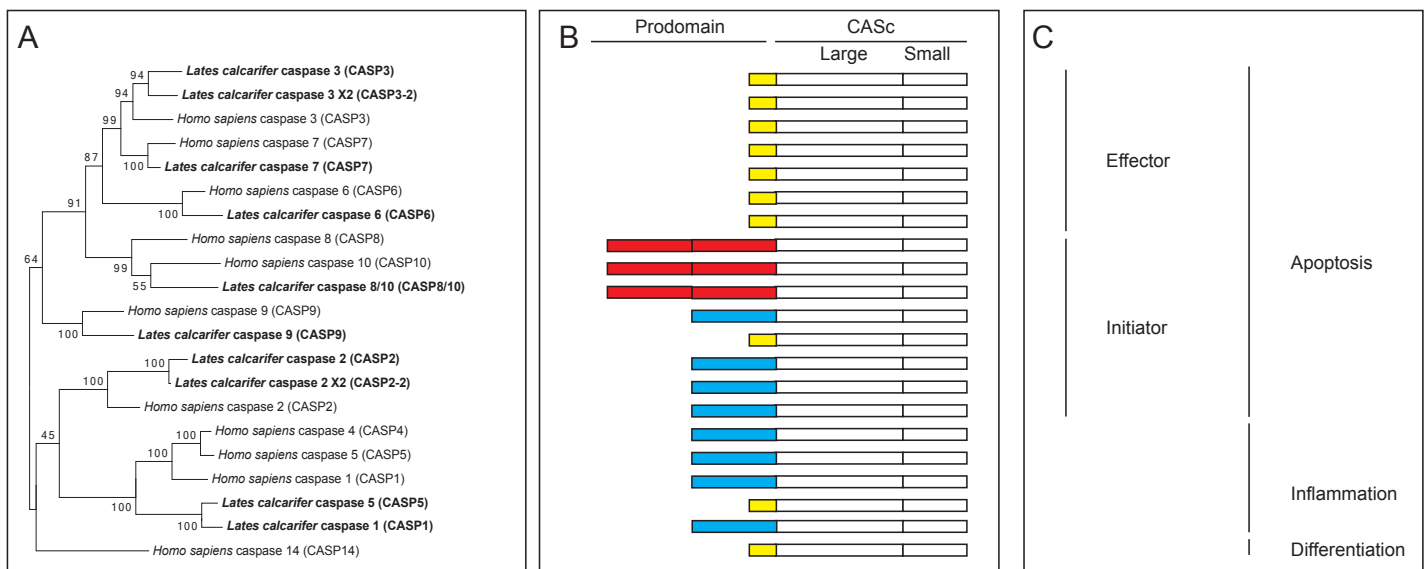 A
94
Lates calcarifer caspase 3 (CASP3)
Lates calcarifer caspase 3 X2 (CASP3-2)
94
Homo sapiens caspase 3 (CASP3)
99
Homo sapiens caspase 7 (CASP7)
100
Lates calcarifer caspase 7 (CASP7)
87
Homo sapiens caspase 6 (CASP6)
100
Lates calcarifer caspase 6 (CASP6)
91
Homo sapiens caspase 8 (CASP8)
99
Homo sapiens caspase 10 (CASP10)
55
Lates calcarifer caspase 8/10 (CASP8/10)
64
Homo sapiens caspase 9 (CASP9)
100
Lates calcarifer caspase 9 (CASP9)
100
Lates calcarifer caspase 2 (CASP2)
Lates calcarifer caspase 2 X2 (CASP2-2)
100
Homo sapiens caspase 2 (CASP2)
45
100
Homo sapiens caspase 4 (CASP4)
Homo sapiens caspase 5 (CASP5)
100
Homo sapiens caspase 1 (CASP1)
100
Lates calcarifer caspase 5 (CASP5)
100
Lates calcarifer caspase 1 (CASP1)
Homo sapiens caspase 14 (CASP14)
B
Prodomain
CASc
Large
Small
C
Effector
Initiator
Apoptosis
Inflammation
Differentiation